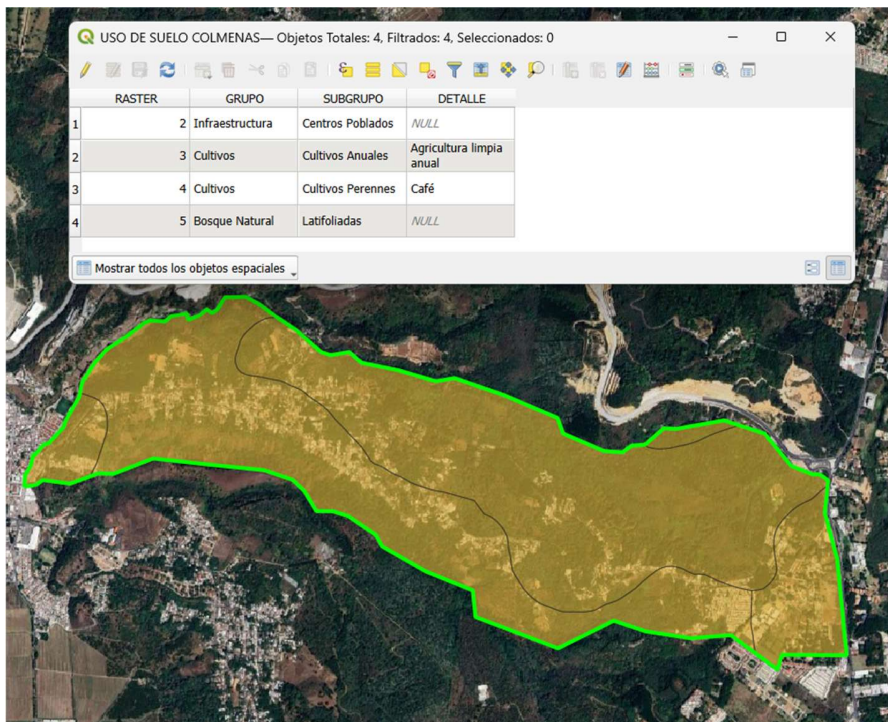 USO DE SUELO COLMENAS— Objetos Totales: 4, Filtrados: 4, Seleccionados: 0
RASTER GRUPO SUBGRUPO DETALLE
1 2 Infraestructura Centros Poblados NULL
2 3 Cultivos Cultivos Anuales Agricultura limpia
anual
3 4 Cultivos Cultivos Perennes Café
4 5 Bosque Natural Latifoliadas NULL
Mostrar todos los objetos espaciales